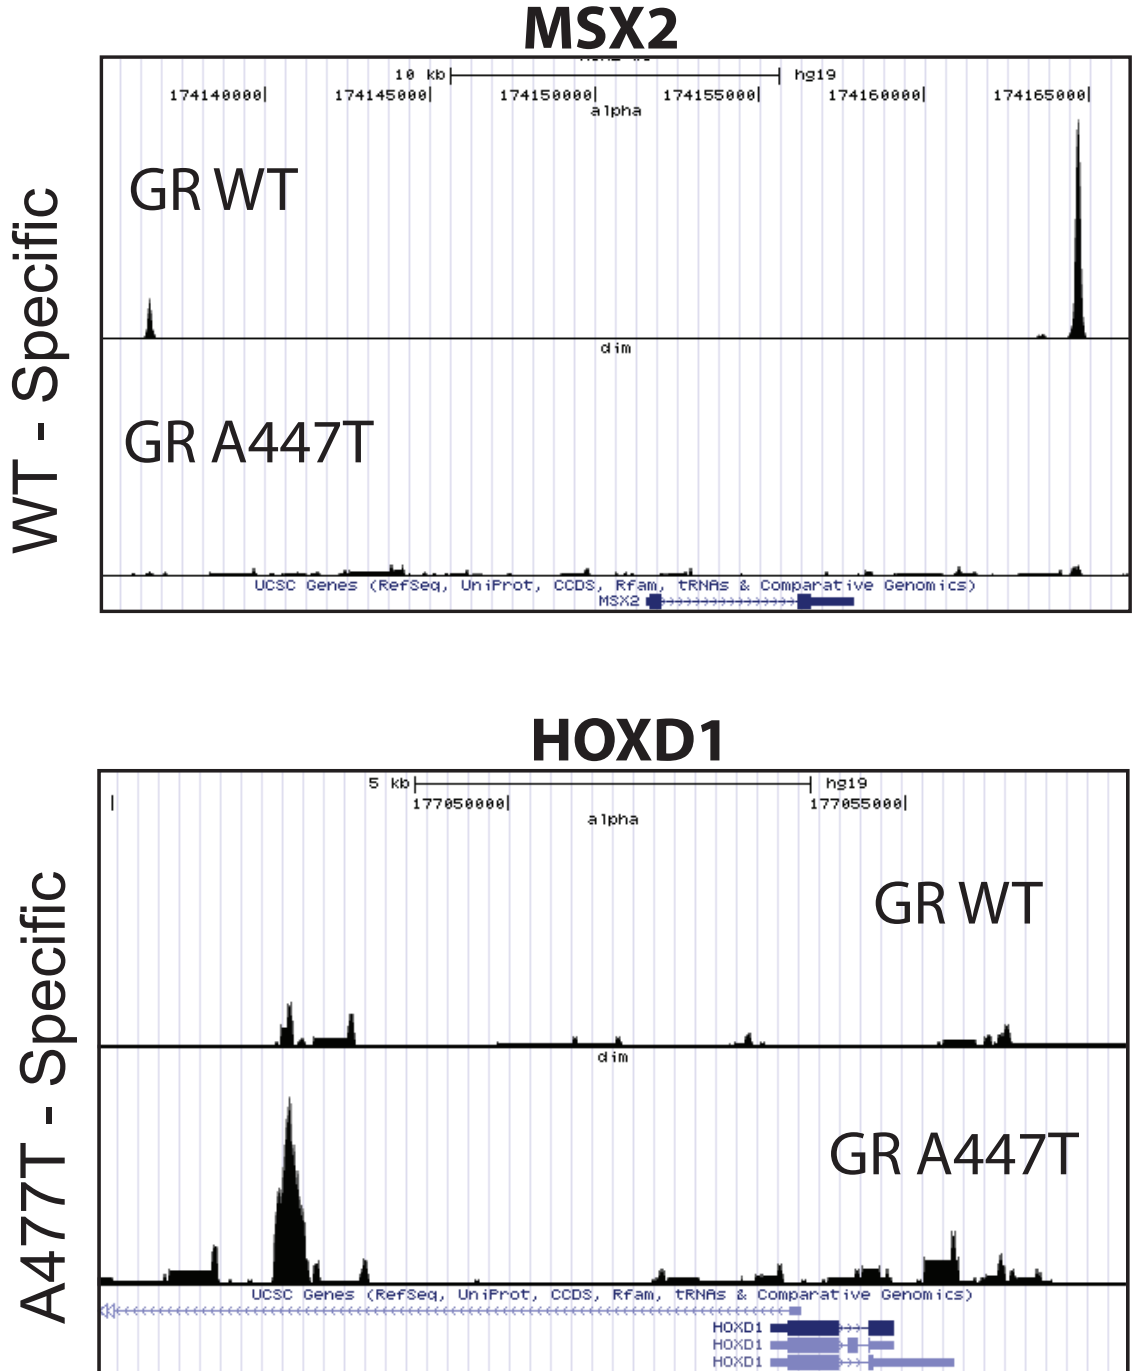 MSX2
10 kb hg19
174140000| 174145000| 174150000| 174155000| 174160000| 174165000|
alpha
GR WT
WT - Specific
dim
GR A447T
UCSC Genes (RefSeq, UniProt, CCDS, Rfam, tRNAs & Comparative Genomics)
MSX2
HOXD1
5 kb hg19
| 177050000| 177055000|
alpha
GR WT
A477T - Specific
dim
GR A447T
UCSC Genes (RefSeq, UniProt, CCDS, Rfam, tRNAs & Comparative Genomics)
HOXD1
HOXD1
HOXD1